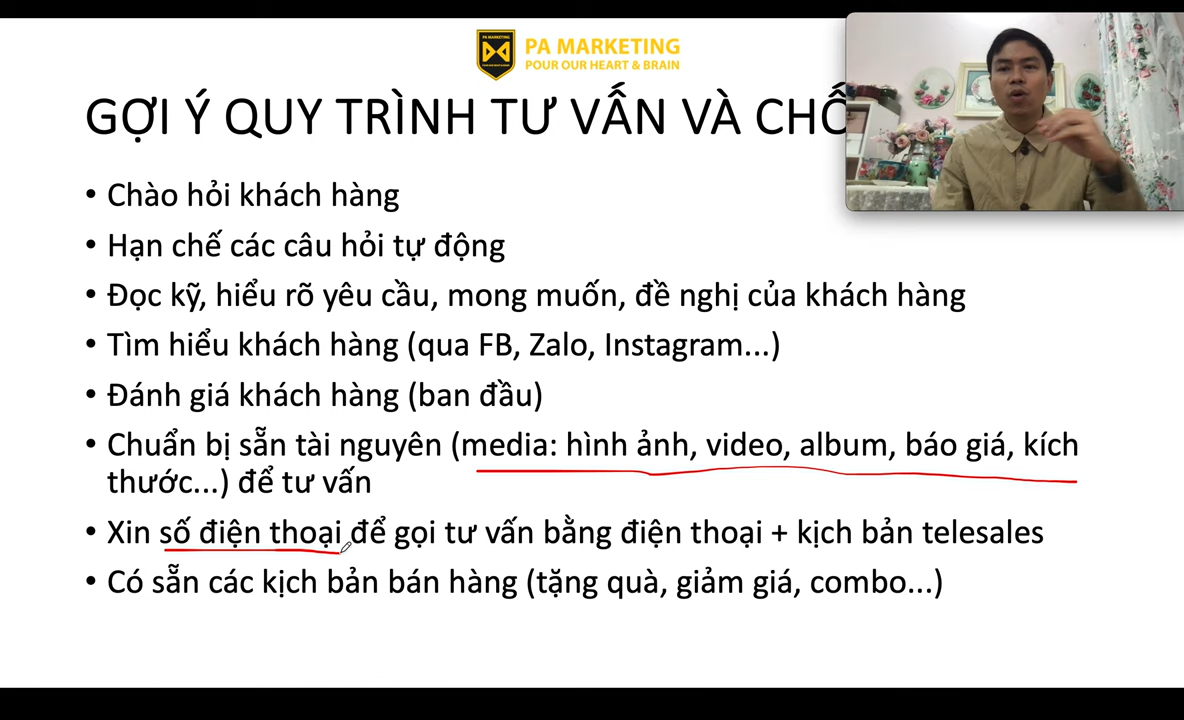 PA MARKETING
PA MARKETING
POUR OUR HEART & BRAIN
GỢI Ý QUY TRÌNH TƯ VẤN VÀ CHỐ
• Chào hỏi khách hàng
• Hạn chế các câu hỏi tự động
• Đọc kỹ, hiểu rõ yêu cầu, mong muốn, đề nghị của khách hàng
• Tìm hiểu khách hàng (qua FB, Zalo, Instagram...)
• Đánh giá khách hàng (ban đầu)
• Chuẩn bị sẵn tài nguyên (media: hình ảnh, video, album, báo giá, kích
thước...) để tư vấn
• Xin số điện thoại để gọi tư vấn bằng điện thoại + kịch bản telesales
• Có sẵn các kịch bản bán hàng (tặng quà, giảm giá, combo...)